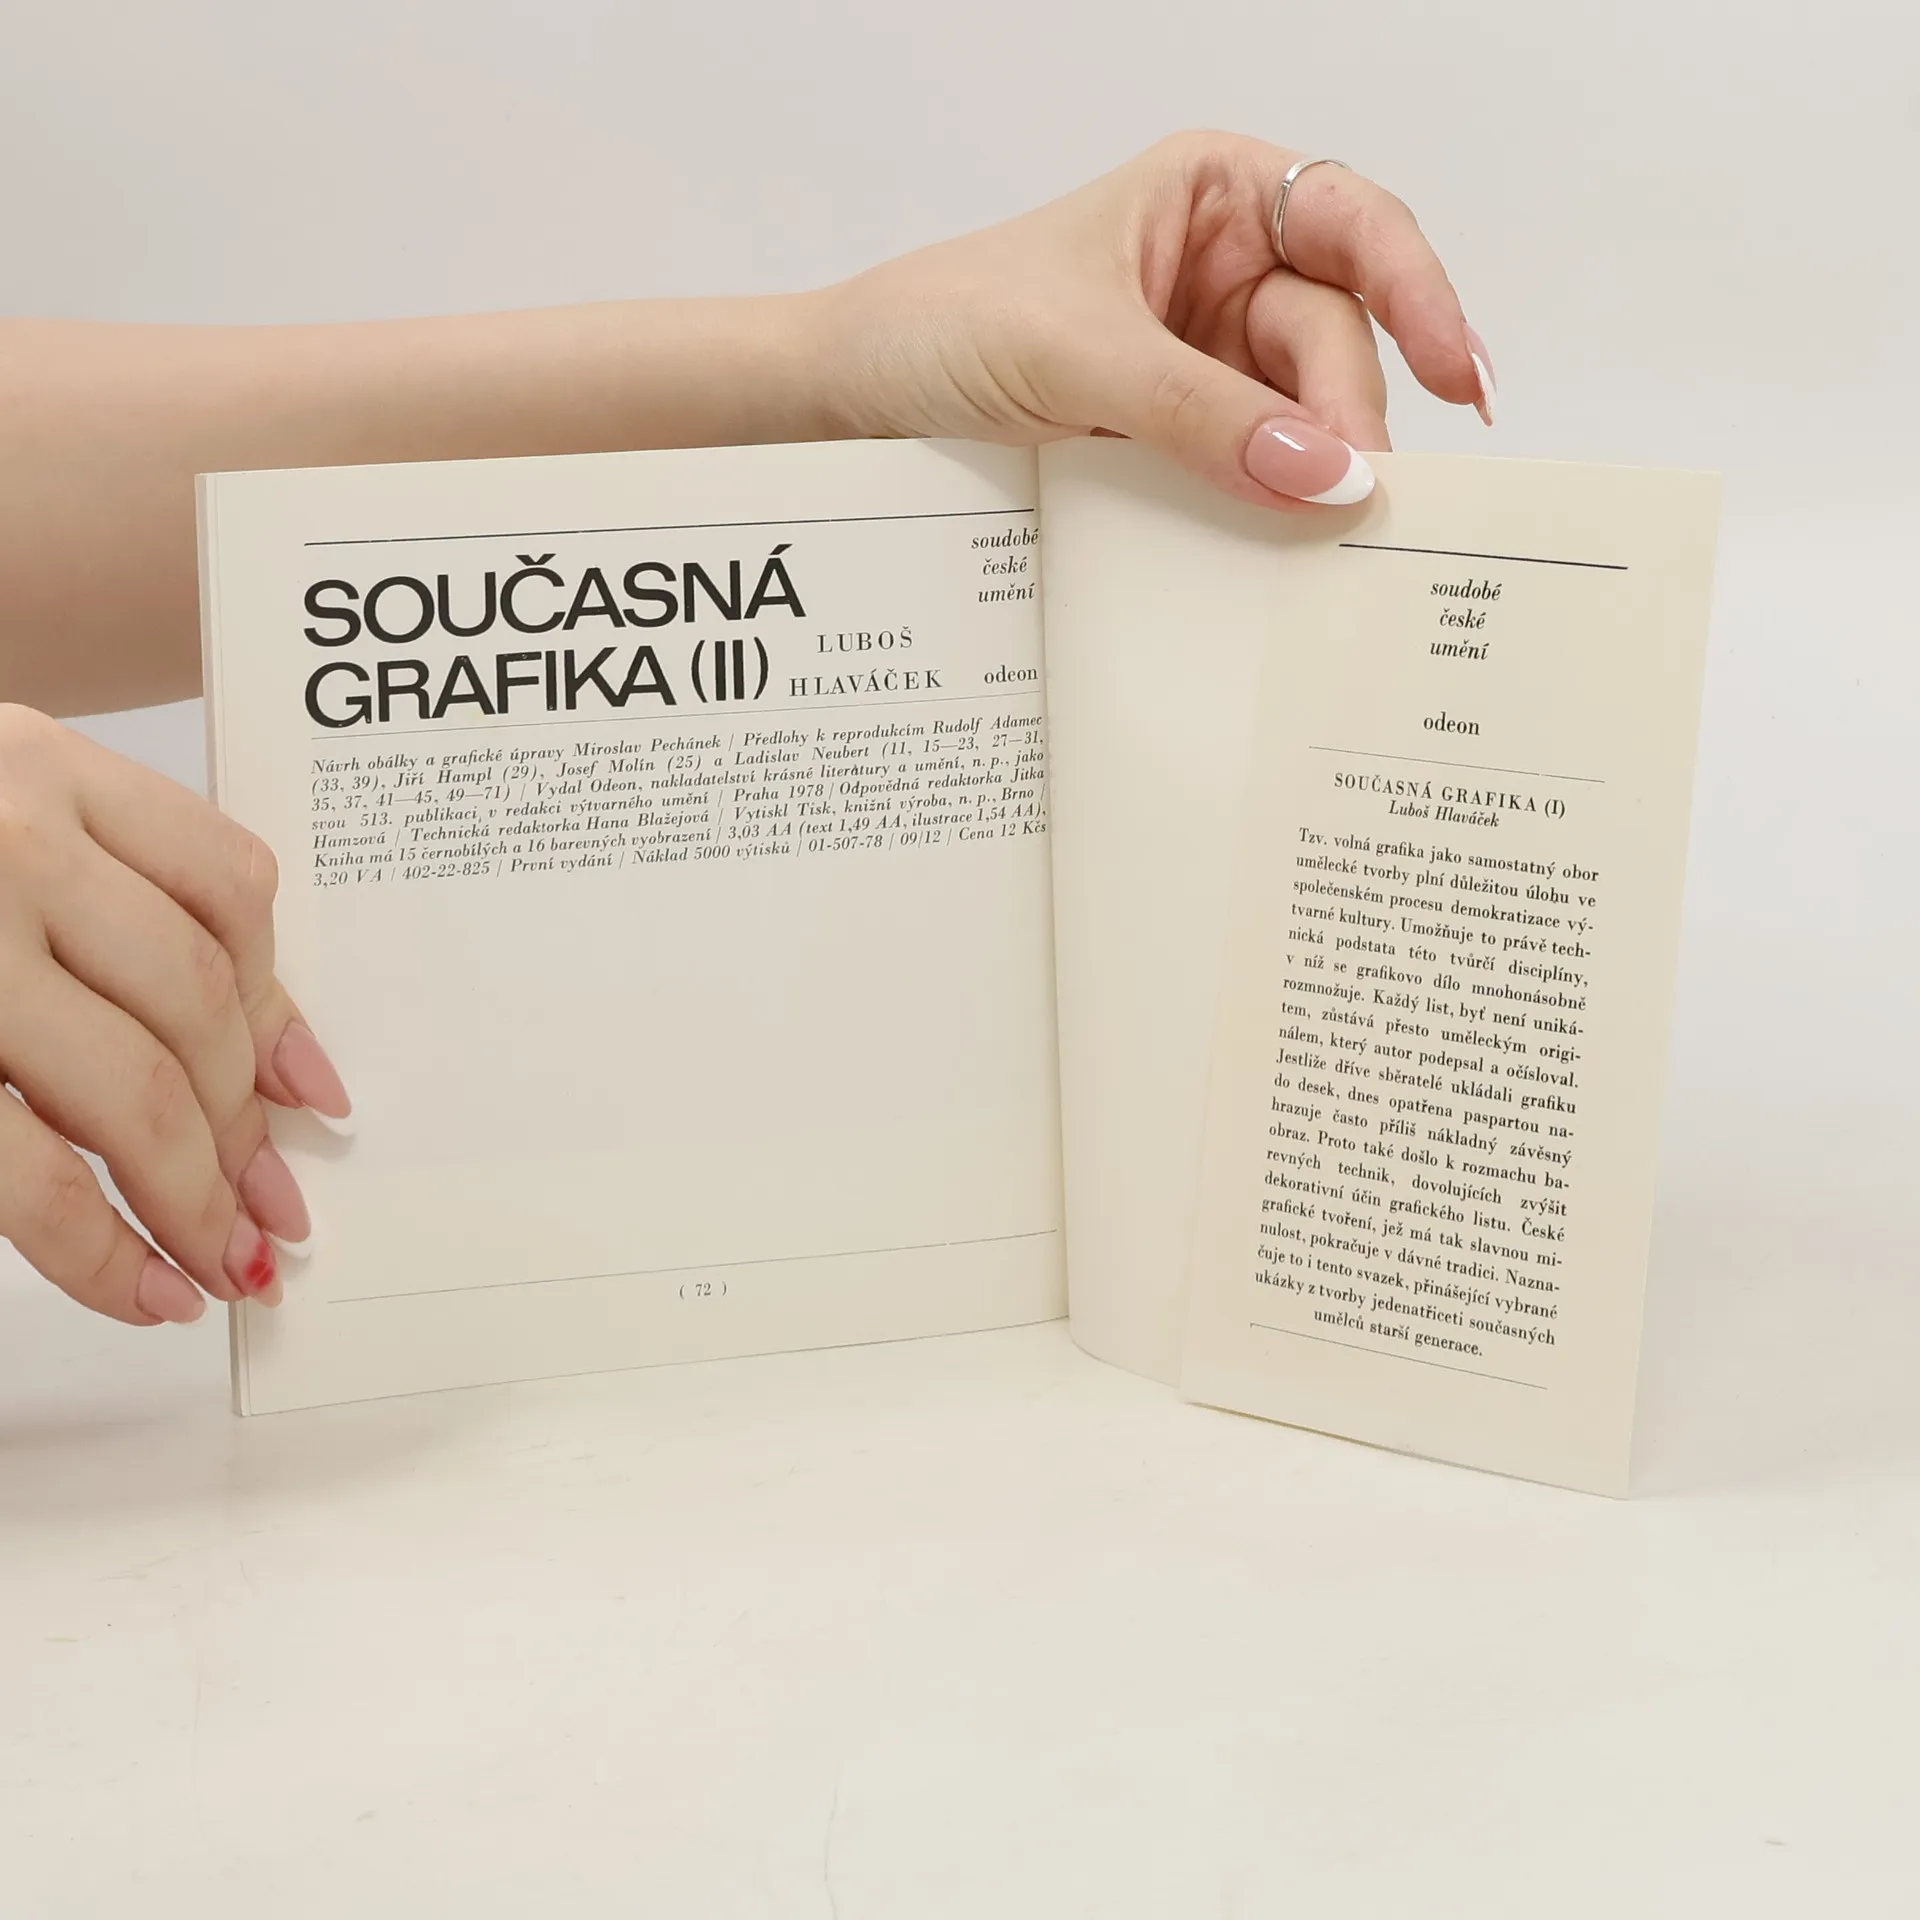 SOUČASNÁ
GRAFIKA (II)
LUBOŠ
HLAVÁČEK
soudobé
české
umění
odeon
Návrh obálky a grafické úpravy Miroslav Pechánek | Předlohy k reprodukcím Rudolf Adamec
(33, 39), Jiří Hampl (29), Josef Molín (25) a Ladislav Neubert (11, 15—23, 27—31,
35, 37, 41—45, 49—71) | Vydal Odeon, nakladatelství krásné literatury a umění, n. p., jako
svou 513. publikaci, v redakci výtvarného umění | Praha 1978 | Odpovědná redaktorka Jitka
Hamzová | Technická redaktorka Hana Blažejová | Vytiskl Tisk, knižní výroba, n. p., Brno |
Kniha má 15 černobílých a 16 barevných vyobrazení | 3,03 AA (text 1,49 AA, ilustrace 1,54 AA),
3,20 VA | 402-22-825 | První vydání | Náklad 5000 výtisků | 01-507-78 | 09/12 | Cena 12 Kčs
( 72 )
soudobé
české
umění
odeon
SOUČASNÁ GRAFIKA (I)
Luboš Hlaváček
Tzv. volná grafika jako samostatný obor
umělecké tvorby plní důležitou úlohu ve
společenském procesu demokratizace vý-
tvarné kultury. Umožňuje to právě tech-
nická podstata této tvůrčí disciplíny,
v níž se grafikovo dílo mnohonásobně
rozmnožuje. Každý list, byť není uniká-
tem, zůstává přesto uměleckým origi-
nálem, který autor podepsal a očísloval.
Jestliže dříve sběratelé ukládali grafiku
do desek, dnes opatřena paspartou na-
hrazuje často příliš nákladný závěsný
obraz. Proto také došlo k rozmachu ba-
revných technik, dovolujících zvýšit
dekorativní účin grafického listu. České
grafické tvoření, jež má tak slavnou mi-
nulost, pokračuje v dávné tradici. Nazna-
čuje to i tento svazek, přinášející vybrané
ukázky z tvorby jedenatřiceti současných
umělců starší generace.